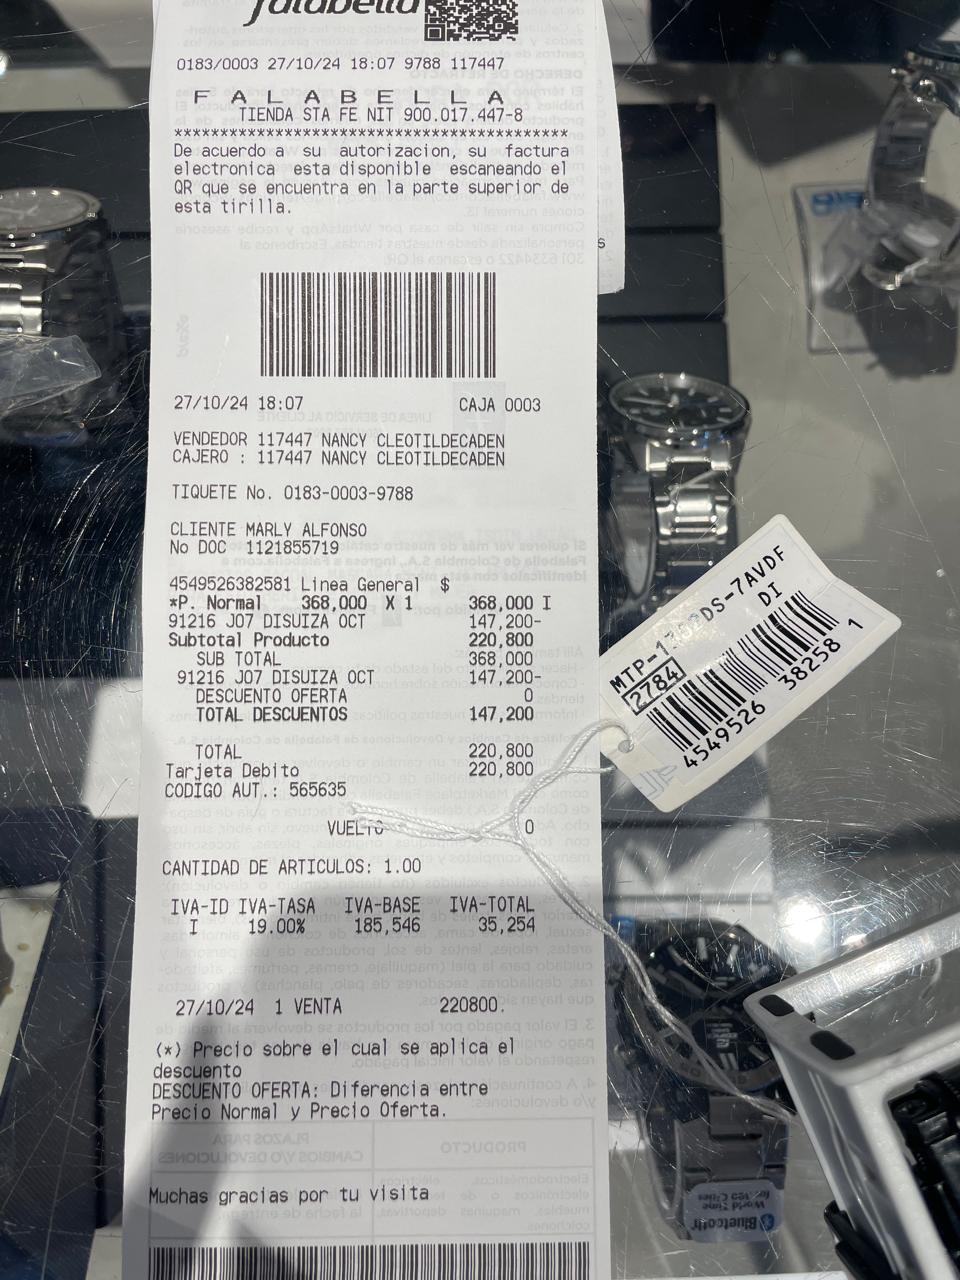 falabella
0183/0003 27/10/24 18:07 9788 117447
F A L A B E L L A
TIENDA STA FE NIT 900.017.447-8
*******************************************
De acuerdo a su autorizacion, su factura
electronica esta disponible escaneando el
QR que se encuentra en la parte superior de
esta tirilla.
27/10/24 18:07 CAJA 0003
VENDEDOR 117447 NANCY CLEOTILDECADEN
CAJERO : 117447 NANCY CLEOTILDECADEN
TIQUETE No. 0183-0003-9788
CLIENTE MARLY ALFONSO
No DOC 1121855719
4549526382581 Linea General $
*P. Normal 368,000 X 1 368,000 I
91216 JO7 DISUIZA OCT 147,200-
Subtotal Producto 220,800
SUB TOTAL 368,000
91216 JO7 DISUIZA OCT 147,200-
DESCUENTO OFERTA 0
TOTAL DESCUENTOS 147,200
TOTAL 220,800
Tarjeta Debito 220,800
CODIGO AUT.: 565635
VUELTO 0
CANTIDAD DE ARTICULOS: 1.00
IVA-ID IVA-TASA IVA-BASE IVA-TOTAL
I 19.00% 185,546 35,254
27/10/24 1 VENTA 220800.
(*) Precio sobre el cual se aplica el
descuento
DESCUENTO OFERTA: Diferencia entre
Precio Normal y Precio Oferta.
Muchas gracias por tu visita
DI
2784
4549526 38258 1
Bluetooth
World Time
for 300 Cities